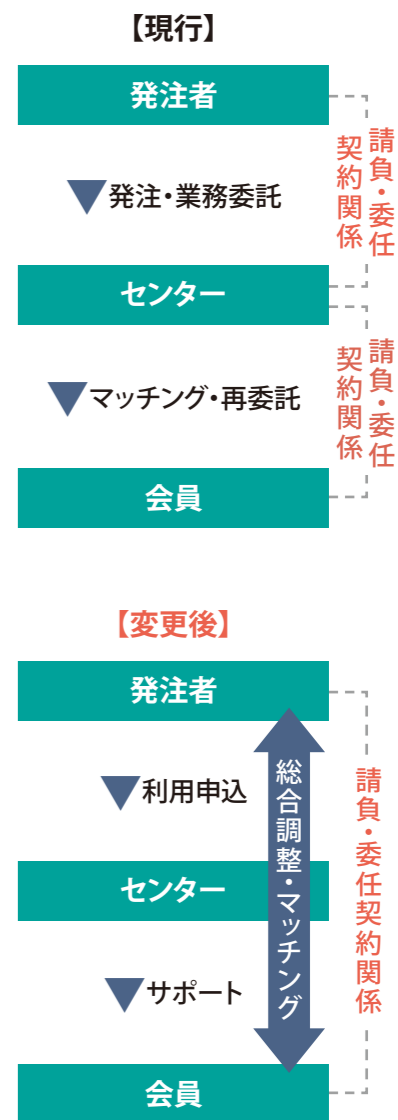 【現行】
発注者
▼発注・業務委託
請負・委任
契約関係
センター
▼マッチング・再委託
請負・委任
契約関係
会員
【変更後】
発注者
▼利用申込
総合調整・マッチング
請負・委任契約関係
センター
▼サポート
会員